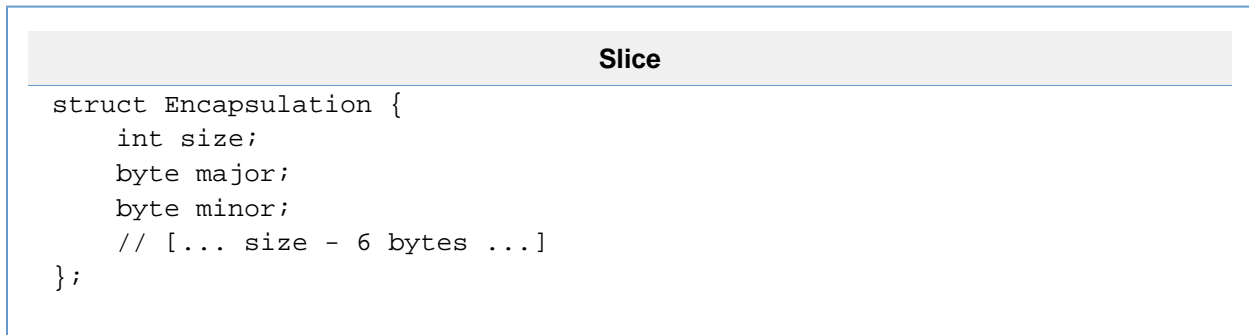 Slice
struct Encapsulation {
    int size;
    byte major;
    byte minor;
    // [... size - 6 bytes ...]
};